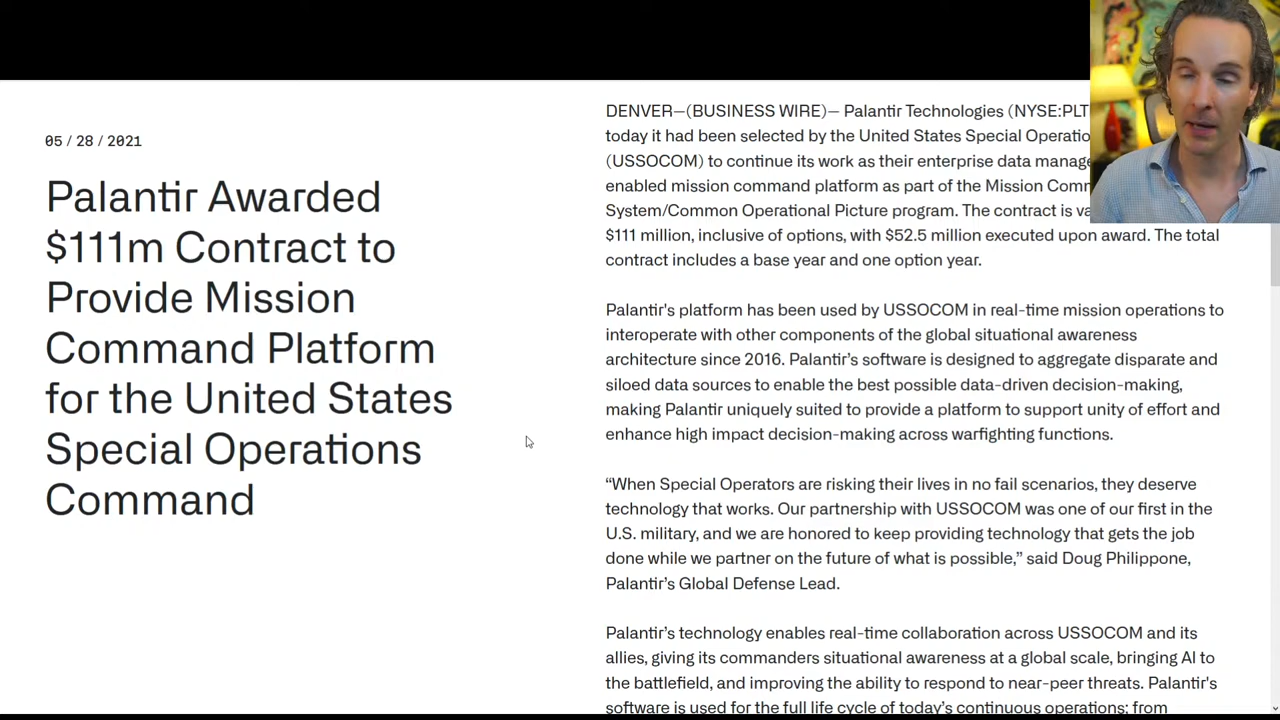 05 / 28 / 2021
Palantir Awarded
$111m Contract to
Provide Mission
Command Platform
for the United States
Special Operations
Command
DENVER—(BUSINESS WIRE)— Palantir Technologies (NYSE:PLT
today it had been selected by the United States Special Operatio
(USSOCOM) to continue its work as their enterprise data manage
enabled mission command platform as part of the Mission Comm
System/Common Operational Picture program. The contract is va
$111 million, inclusive of options, with $52.5 million executed upon award. The total
contract includes a base year and one option year.
Palantir's platform has been used by USSOCOM in real-time mission operations to
interoperate with other components of the global situational awareness
architecture since 2016. Palantir’s software is designed to aggregate disparate and
siloed data sources to enable the best possible data-driven decision-making,
making Palantir uniquely suited to provide a platform to support unity of effort and
enhance high impact decision-making across warfighting functions.
“When Special Operators are risking their lives in no fail scenarios, they deserve
technology that works. Our partnership with USSOCOM was one of our first in the
U.S. military, and we are honored to keep providing technology that gets the job
done while we partner on the future of what is possible,” said Doug Philippone,
Palantir’s Global Defense Lead.
Palantir’s technology enables real-time collaboration across USSOCOM and its
allies, giving its commanders situational awareness at a global scale, bringing AI to
the battlefield, and improving the ability to respond to near-peer threats. Palantir's
software is used for the full life cycle of today’s continuous operations; from